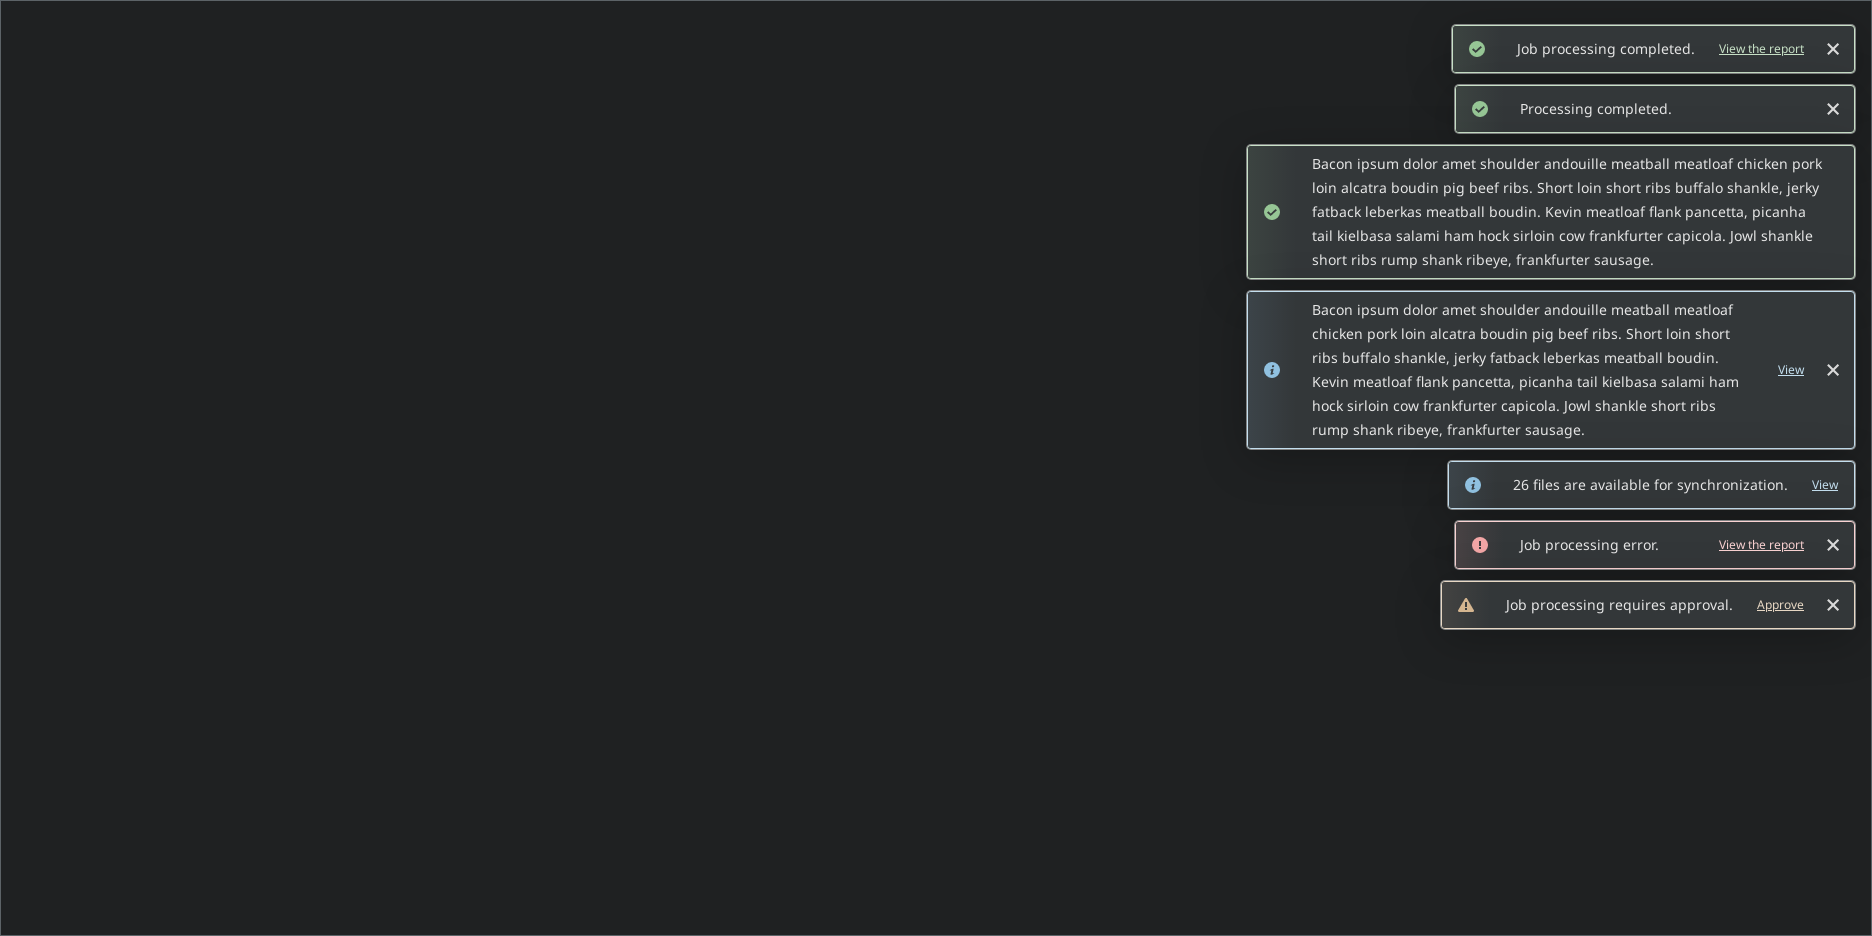 Job processing completed. View the report
Processing completed.
Bacon ipsum dolor amet shoulder andouille meatball meatloaf chicken pork
loin alcatra boudin pig beef ribs. Short loin short ribs buffalo shankle, jerky
fatback leberkas meatball boudin. Kevin meatloaf flank pancetta, picanha
tail kielbasa salami ham hock sirloin cow frankfurter capicola. Jowl shankle
short ribs rump shank ribeye, frankfurter sausage.
Bacon ipsum dolor amet shoulder andouille meatball meatloaf
chicken pork loin alcatra boudin pig beef ribs. Short loin short
ribs buffalo shankle, jerky fatback leberkas meatball boudin.
Kevin meatloaf flank pancetta, picanha tail kielbasa salami ham
hock sirloin cow frankfurter capicola. Jowl shankle short ribs
rump shank ribeye, frankfurter sausage.
View
26 files are available for synchronization. View
Job processing error. View the report
Job processing requires approval. Approve